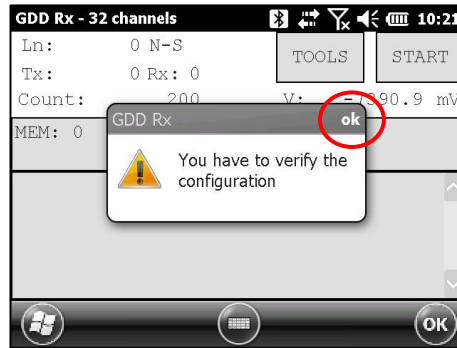 GDD Rx - 32 channels 10:21
Ln: 0 N-S
TOOLS START
Tx: 0 Rx: 0
Count: 200 V: -7390.9 mV
GDD Rx ok
MEM: 0
You have to verify the
configuration
OK